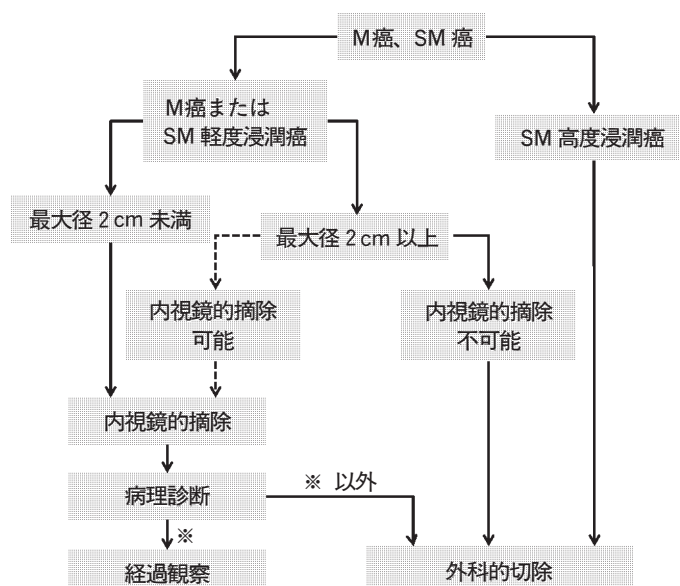 M癌、SM 癌
M癌または
SM 軽度浸潤癌
SM 高度浸潤癌
最大径 2 cm 未満
最大径 2 cm 以上
内視鏡的摘除
可能
内視鏡的摘除
不可能
内視鏡的摘除
病理診断
※ 以外
※
経過観察
外科的切除